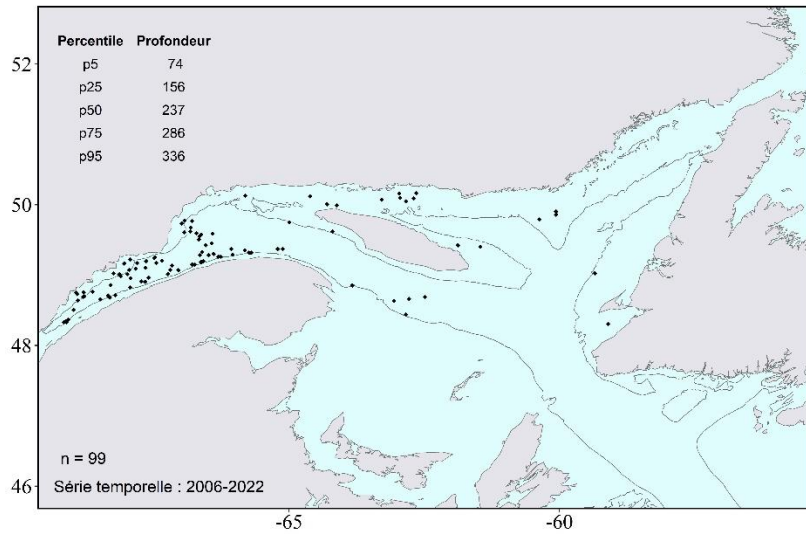 52
Percentile Profondeur
p5 74
p25 156
p50 237
p75 286
p95 336
50
48
n = 99
Série temporelle : 2006-2022
46
-65 -60